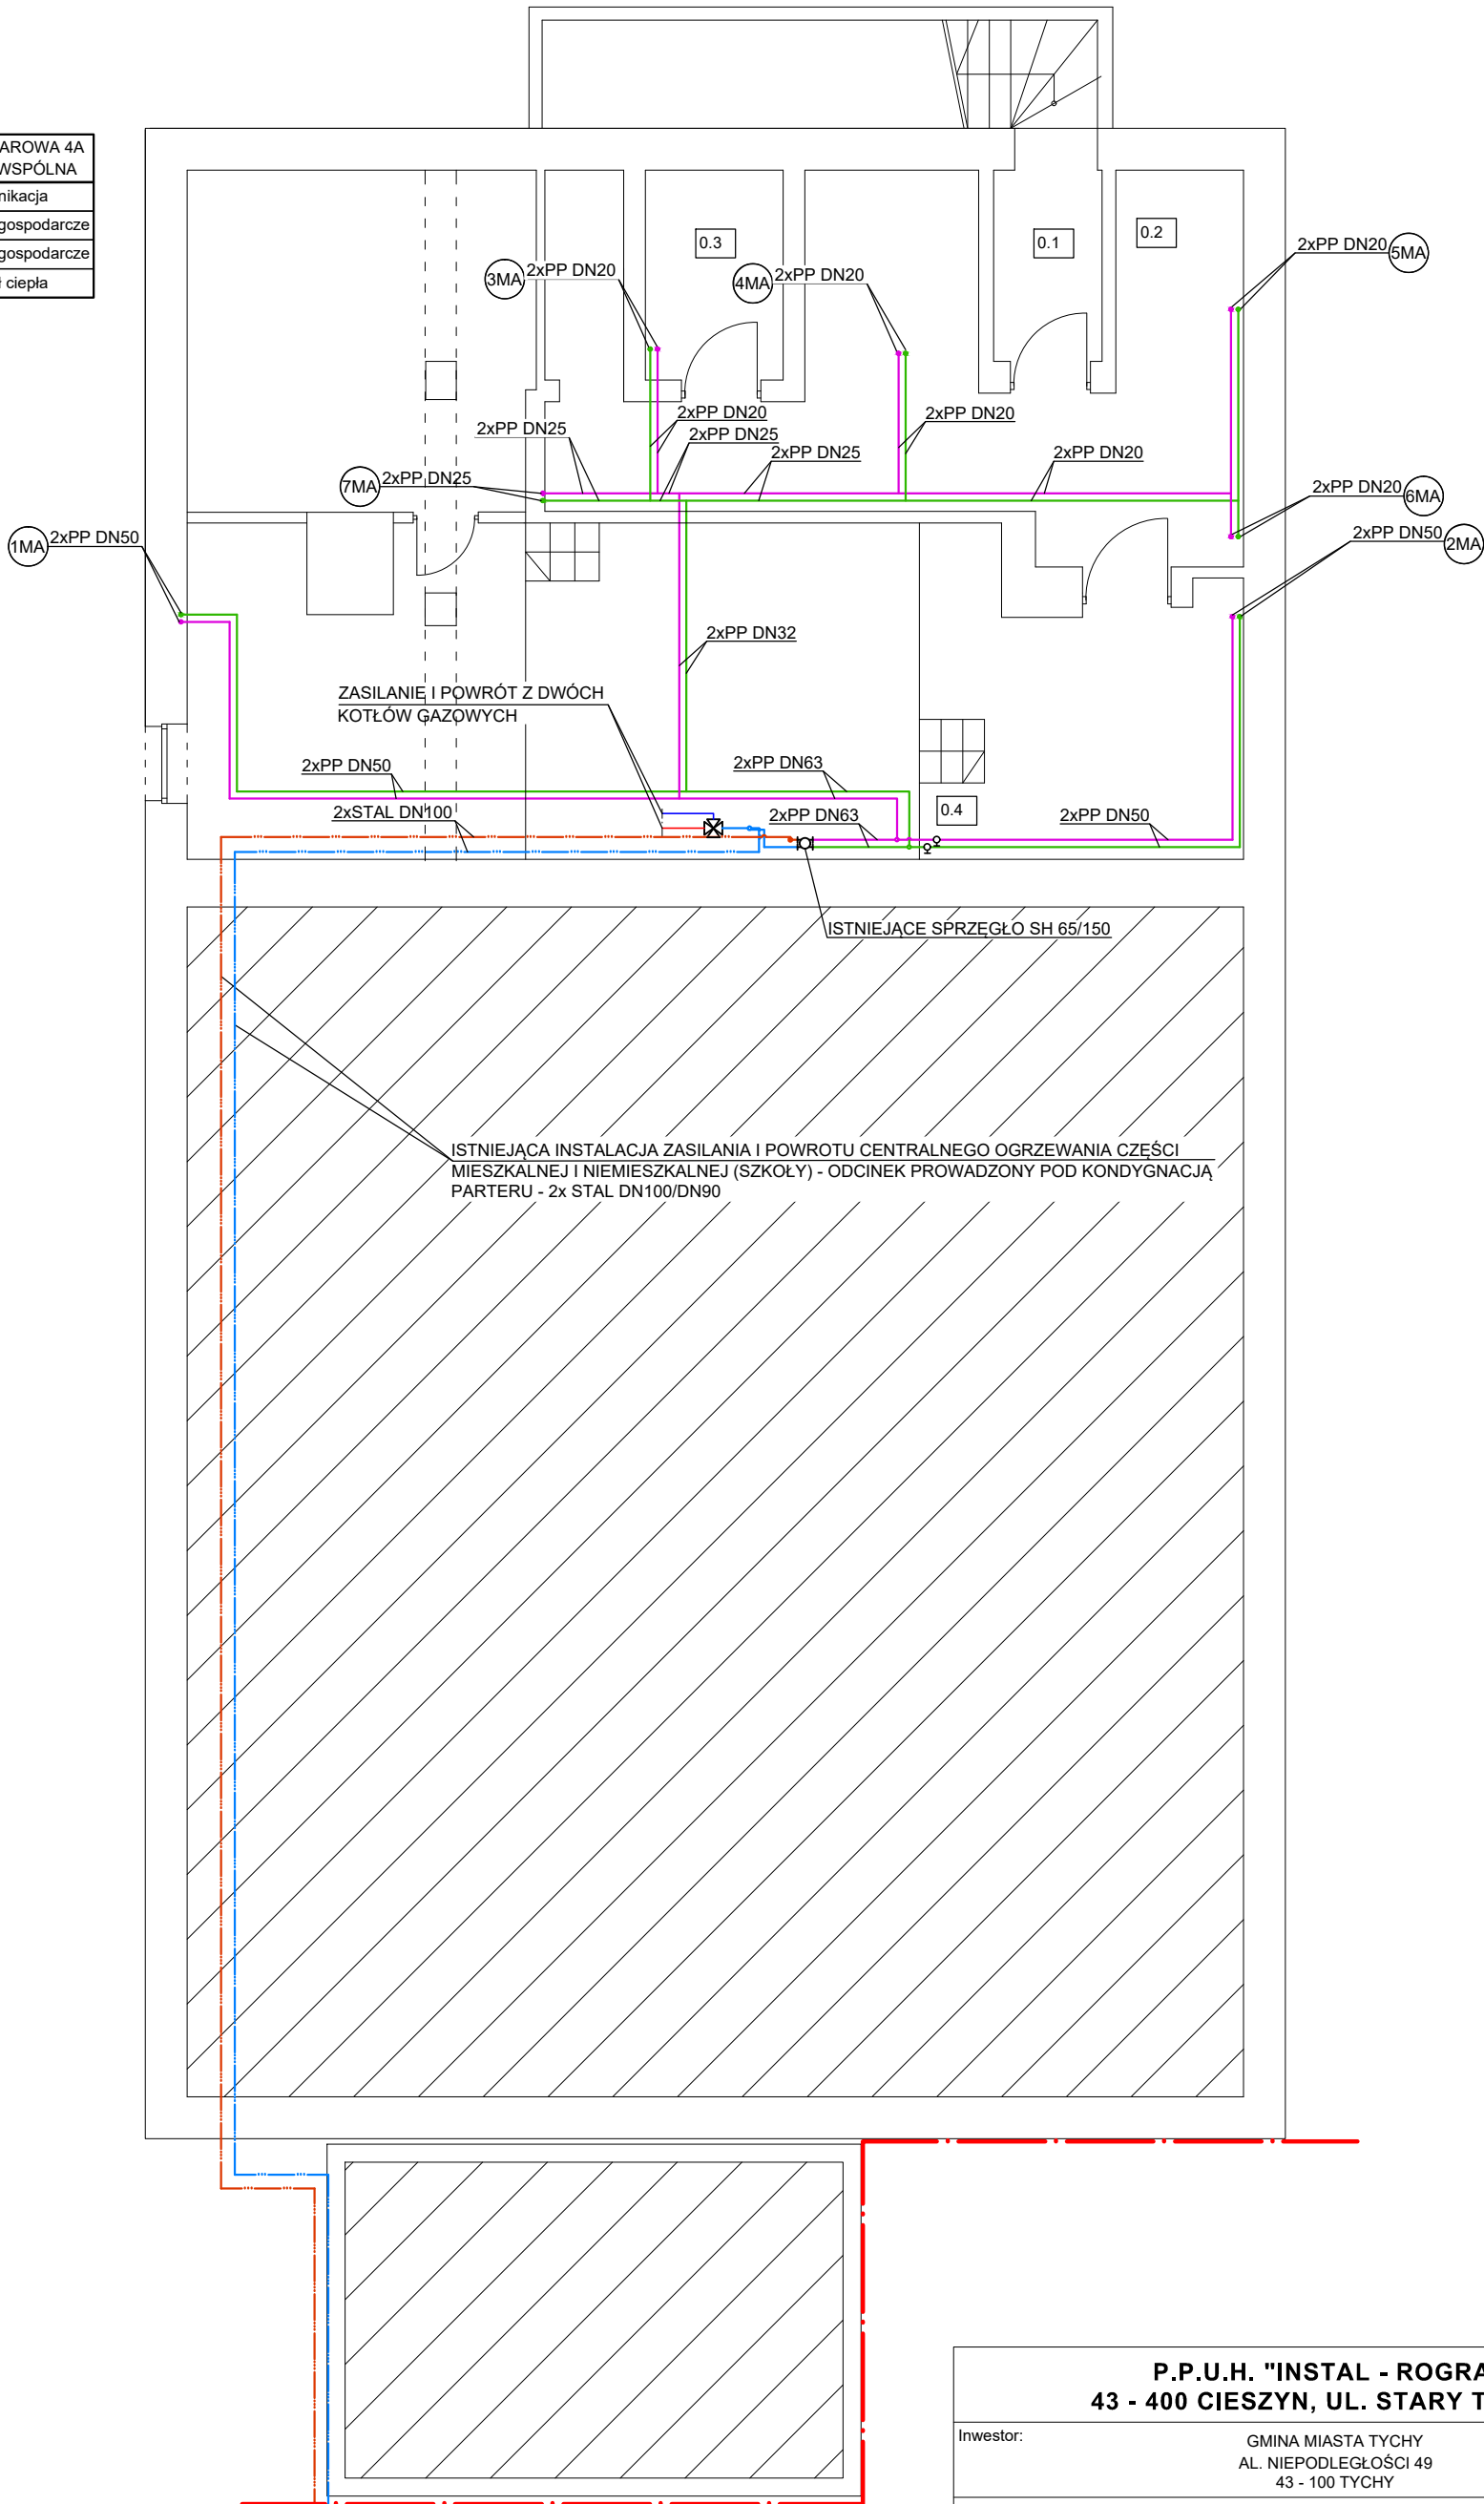 AROWA 4A
WSPÓLNA
nikacja
gospodarcze
gospodarcze
ł ciepła
0.3
0.1
0.2
3MA 2xPP DN20
4MA 2xPP DN20
2xPP DN20 5MA
2xPP DN20
2xPP DN20
2xPP DN25
2xPP DN25
2xPP DN25
2xPP DN20
7MA 2xPP DN25
2xPP DN20 6MA
1MA 2xPP DN50
2xPP DN50 2MA
2xPP DN32
ZASILANIE I POWRÓT Z DWÓCH
KOTŁÓW GAZOWYCH
2xPP DN50
2xPP DN63
2xSTAL DN100
2xPP DN63
0.4
2xPP DN50
ISTNIEJĄCE SPRZĘGŁO SH 65/150
ISTNIEJĄCA INSTALACJA ZASILANIA I POWROTU CENTRALNEGO OGRZEWANIA CZĘŚCI
MIESZKALNEJ I NIEMIESZKALNEJ (SZKOŁY) - ODCINEK PROWADZONY POD KONDYGNACJĄ
PARTERU - 2x STAL DN100/DN90
P.P.U.H. "INSTAL - ROGRA
43 - 400 CIESZYN, UL. STARY T
Inwestor:
GMINA MIASTA TYCHY
AL. NIEPODLEGŁOŚCI 49
43 - 100 TYCHY